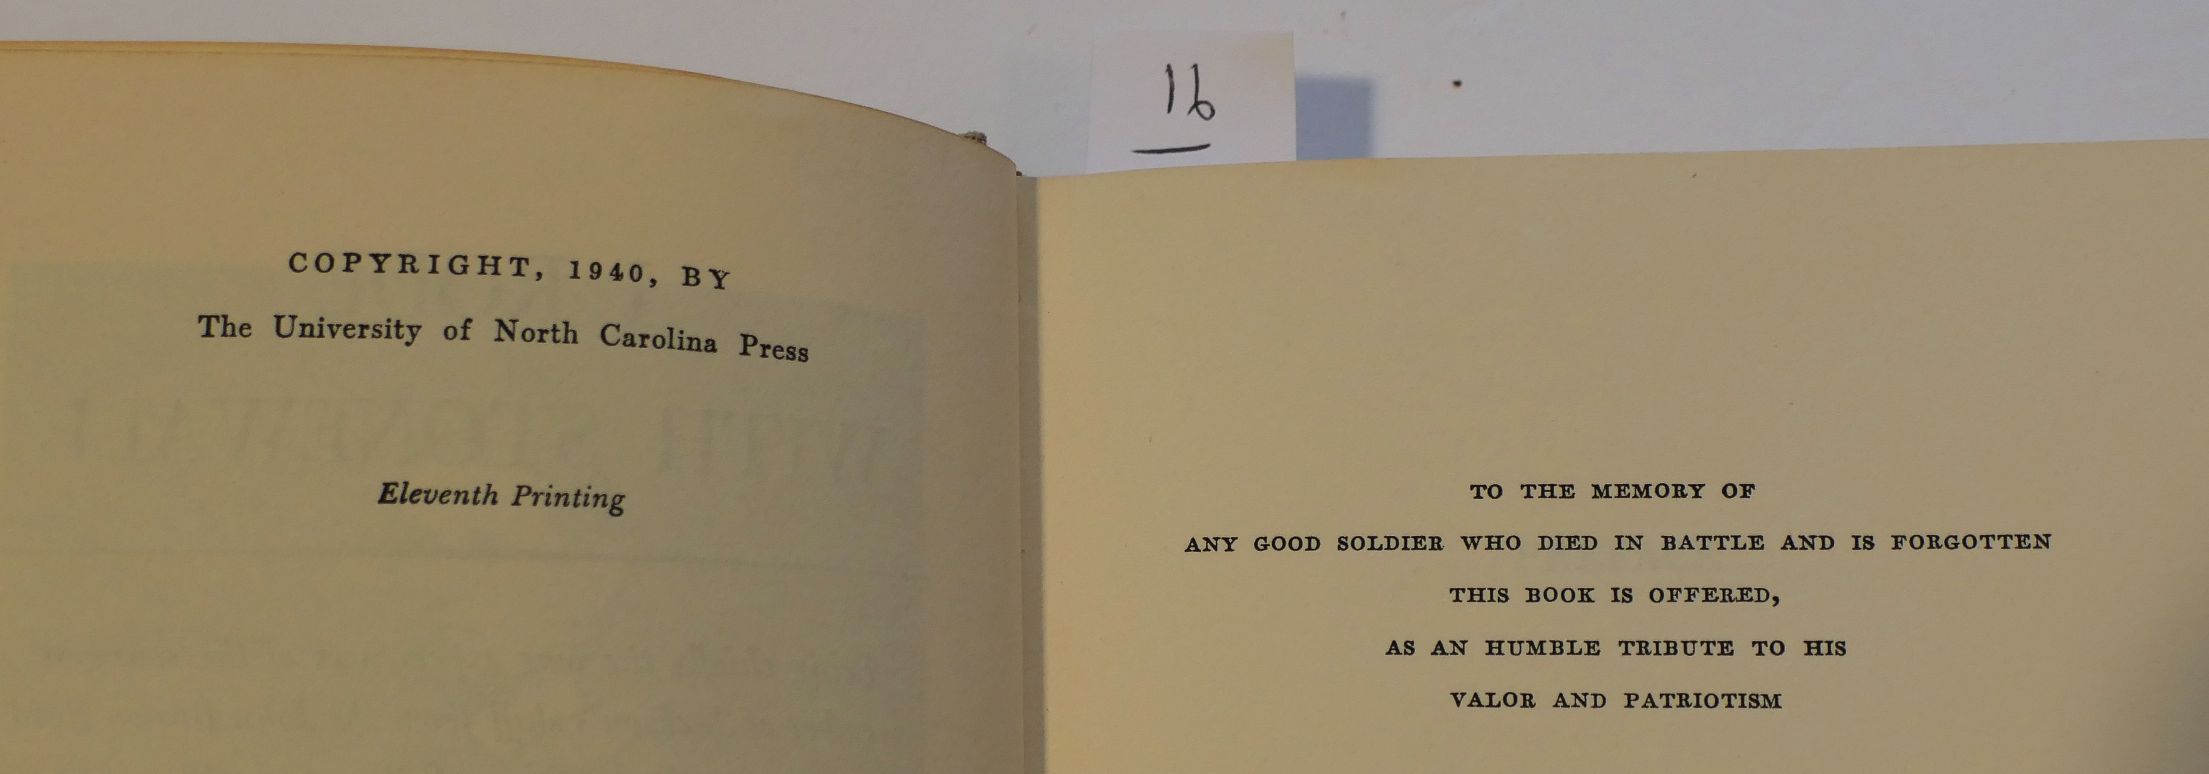 16
COPYRIGHT, 1940, BY
The University of North Carolina Press
Eleventh Printing
TO THE MEMORY OF
ANY GOOD SOLDIER WHO DIED IN BATTLE AND IS FORGOTTEN
THIS BOOK IS OFFERED,
AS AN HUMBLE TRIBUTE TO HIS
VALOR AND PATRIOTISM